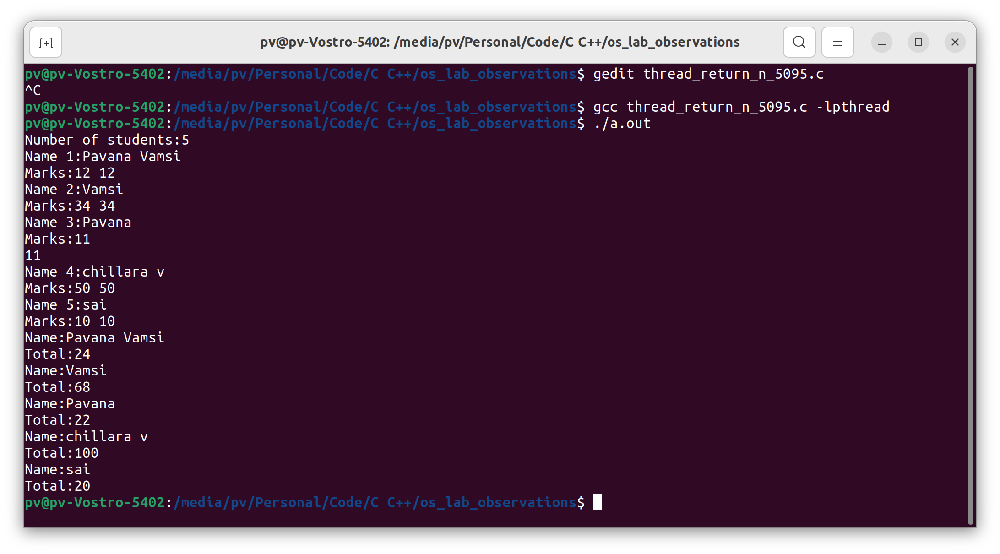 pv@pv-Vostro-5402: /media/pv/Personal/Code/C C++/os_lab_observations
pv@pv-Vostro-5402:/media/pv/Personal/Code/C C++/os_lab_observations$ gedit thread_return_n_5095.c
^C
pv@pv-Vostro-5402:/media/pv/Personal/Code/C C++/os_lab_observations$ gcc thread_return_n_5095.c -lpthread
pv@pv-Vostro-5402:/media/pv/Personal/Code/C C++/os_lab_observations$ ./a.out
Number of students:5
Name 1:Pavana Vamsi
Marks:12 12
Name 2:Vamsi
Marks:34 34
Name 3:Pavana
Marks:11
11
Name 4:chillara v
Marks:50 50
Name 5:sai
Marks:10 10
Name:Pavana Vamsi
Total:24
Name:Vamsi
Total:68
Name:Pavana
Total:22
Name:chillara v
Total:100
Name:sai
Total:20
pv@pv-Vostro-5402:/media/pv/Personal/Code/C C++/os_lab_observations$